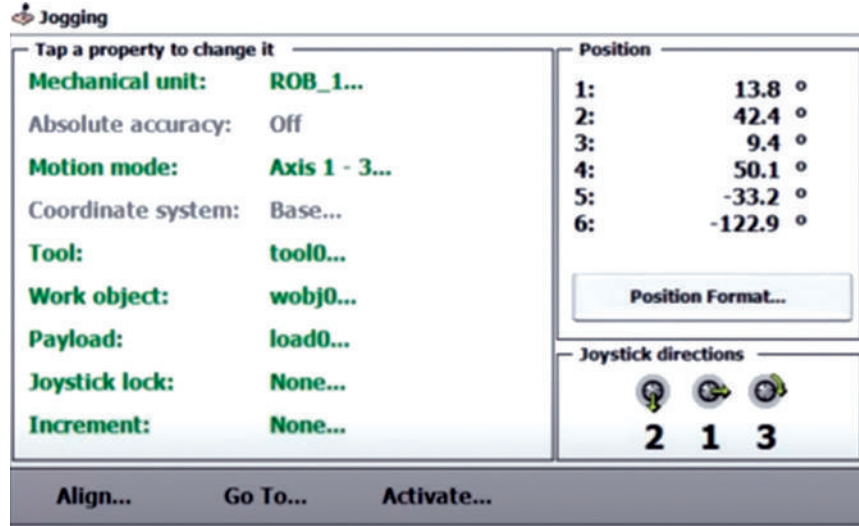 Jogging
Tap a property to change it
Mechanical unit: ROB_1...
Absolute accuracy: Off
Motion mode: Axis 1 - 3...
Coordinate system: Base...
Tool: tool0...
Work object: wobj0...
Payload: load0...
Joystick lock: None...
Increment: None...
Position
1: 13.8 º
2: 42.4 º
3: 9.4 º
4: 50.1 º
5: -33.2 º
6: -122.9 º
Position Format...
Joystick directions
2 1 3
Align... Go To... Activate...